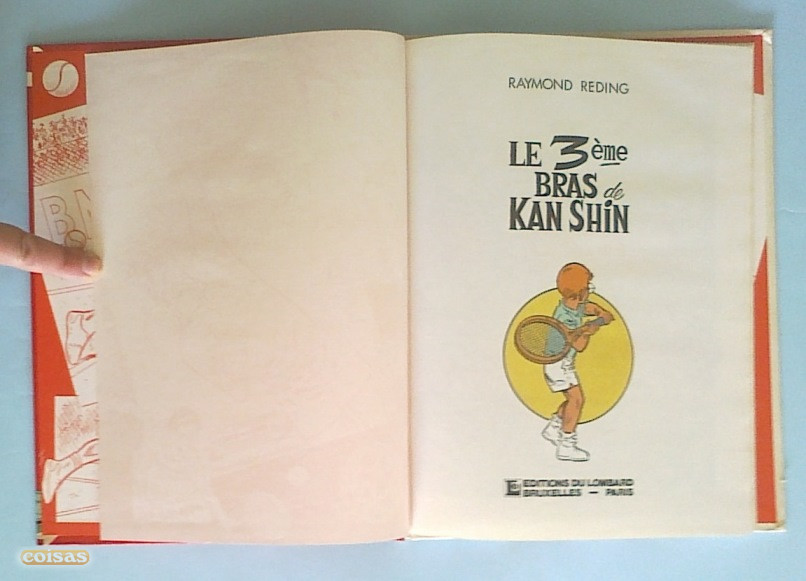 RAYMOND REDING
LE 3ème
BRAS de
KAN SHiN
EDITIONS DU LOMBARD
BRUXELLES — PARIS
coisas